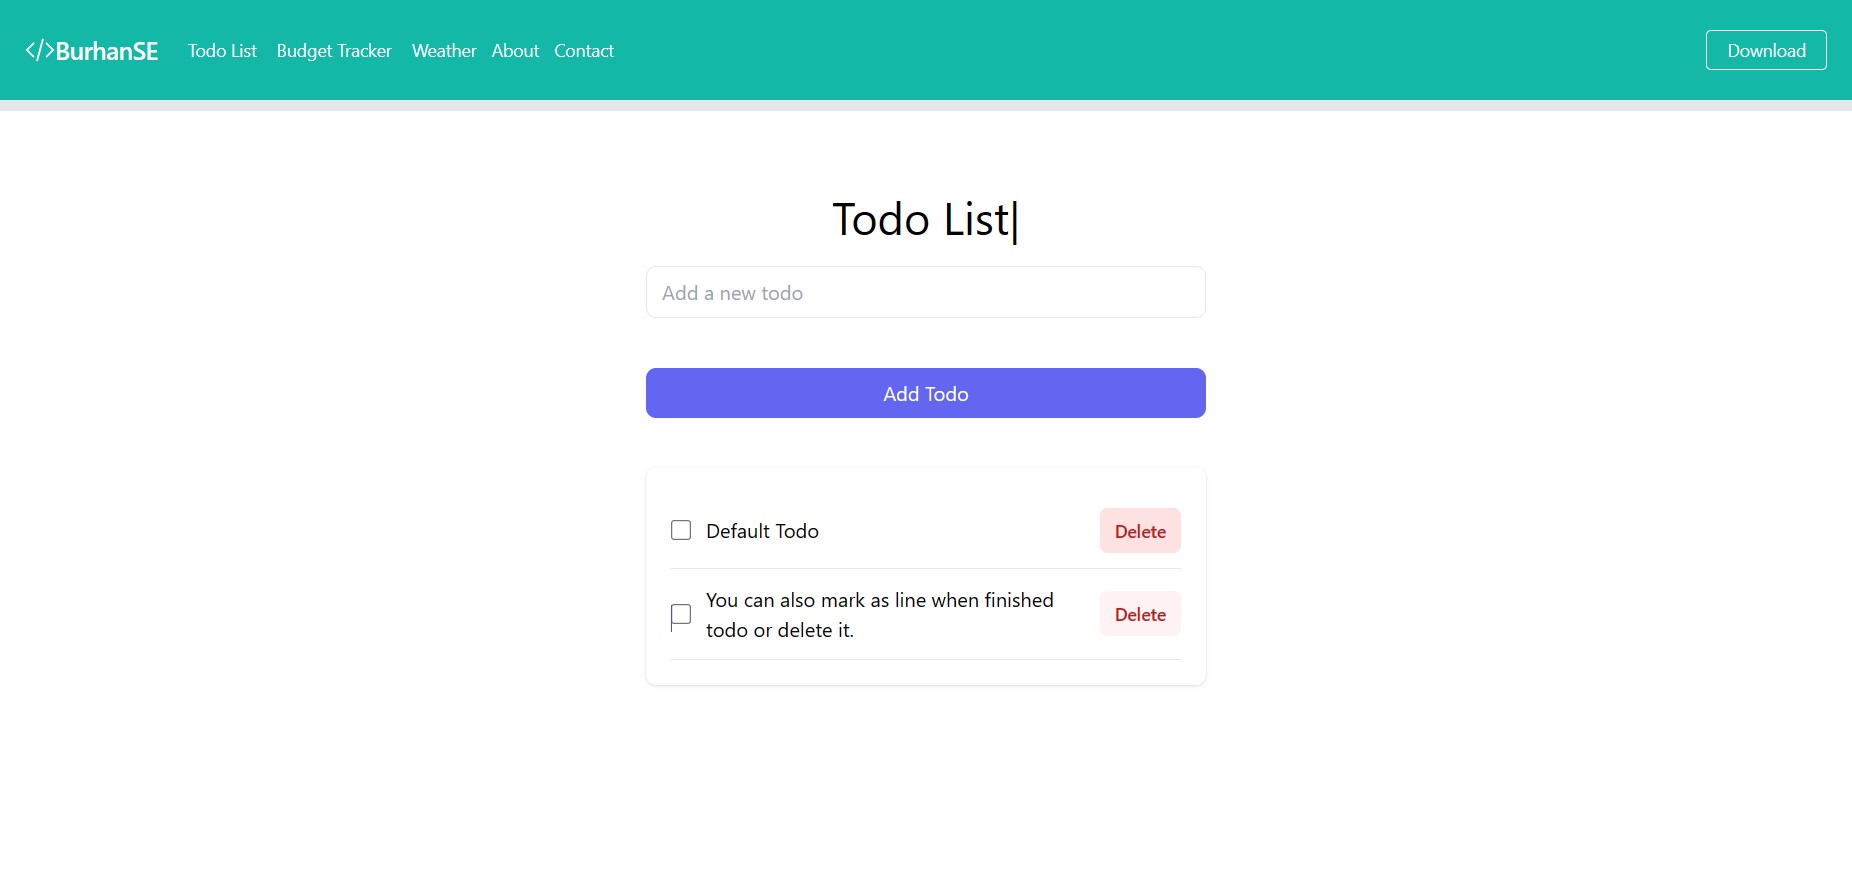 </>BurhanSE Todo List Budget Tracker Weather About Contact Download
Todo List|
Add a new todo
Add Todo
Default Todo Delete
You can also mark as line when finished
todo or delete it.
Delete